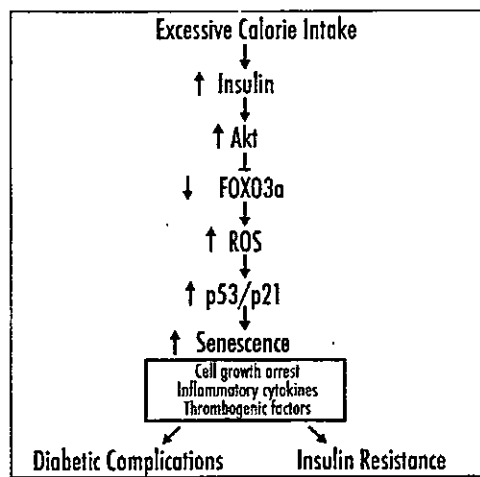 Excessive Calorie Intake
↑ Insulin
↑ Akt
↓ FOXO3a
↑ ROS
↑ p53/p21
↑ Senescence
Cell growth arrest
Inflammatory cytokines
Thrombogenic factors
Diabetic Complications Insulin Resistance